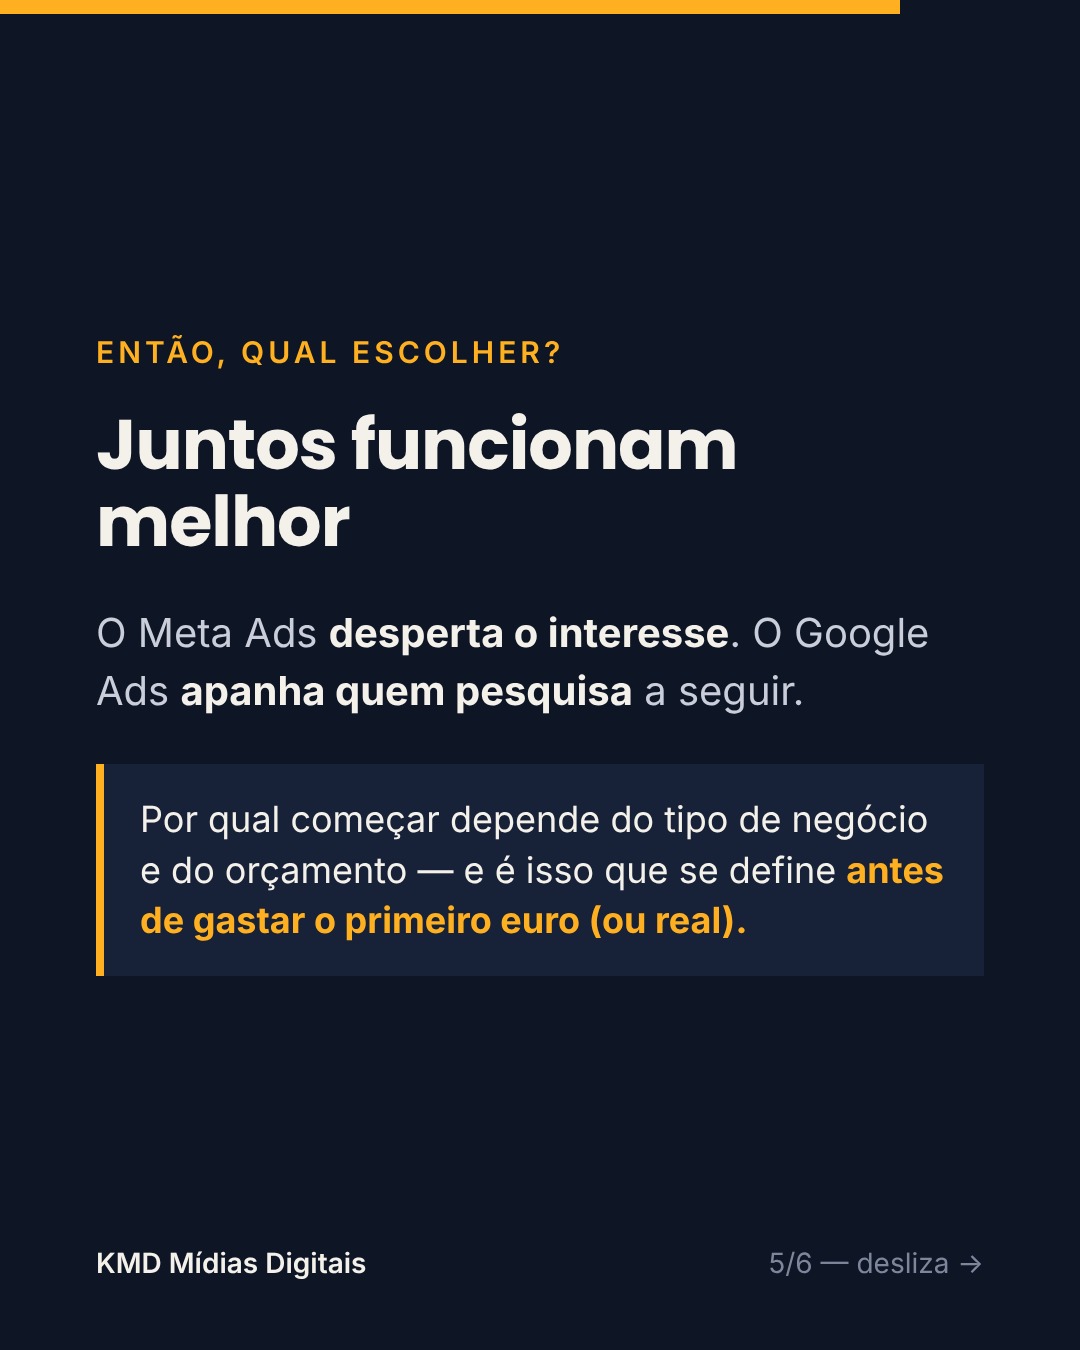 ENTÃO, QUAL ESCOLHER?
Juntos funcionam
melhor
O Meta Ads desperta o interesse. O Google
Ads apanha quem pesquisa a seguir.
Por qual começar depende do tipo de negócio
e do orçamento — e é isso que se define antes
de gastar o primeiro euro (ou real).
KMD Mídias Digitais
5/6 — desliza →